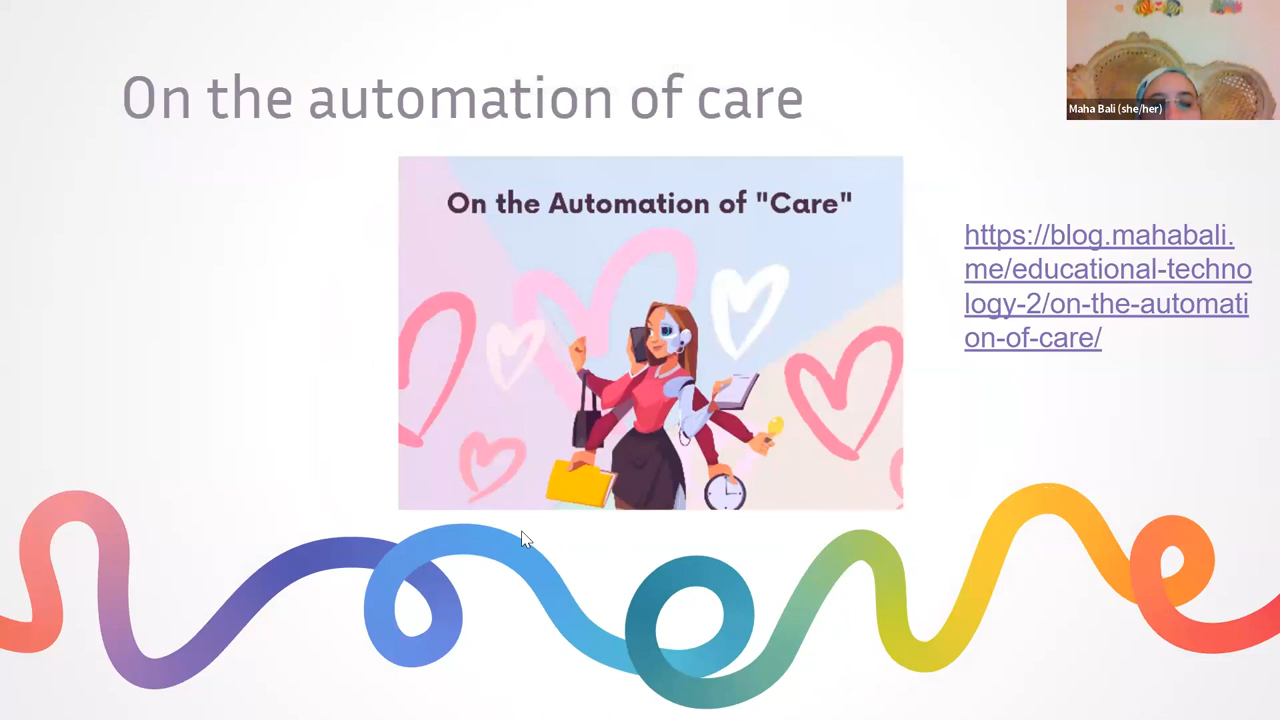 On the automation of care
Maha Bali (she/her)
On the Automation of "Care"
https://blog.mahabali.
me/educational-techno
logy-2/on-the-automati
on-of-care/